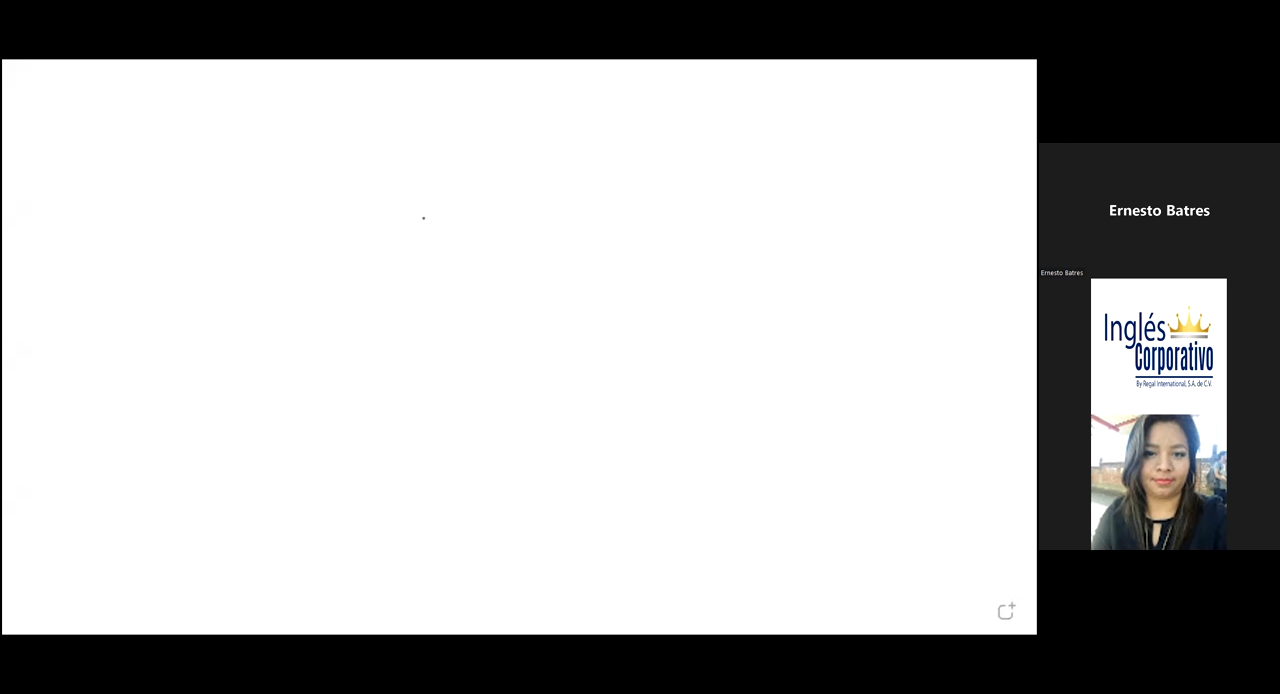 Ernesto Batres
Ernesto Batres
Inglés
Corporativo
By Regal International, S.A. de C.V.